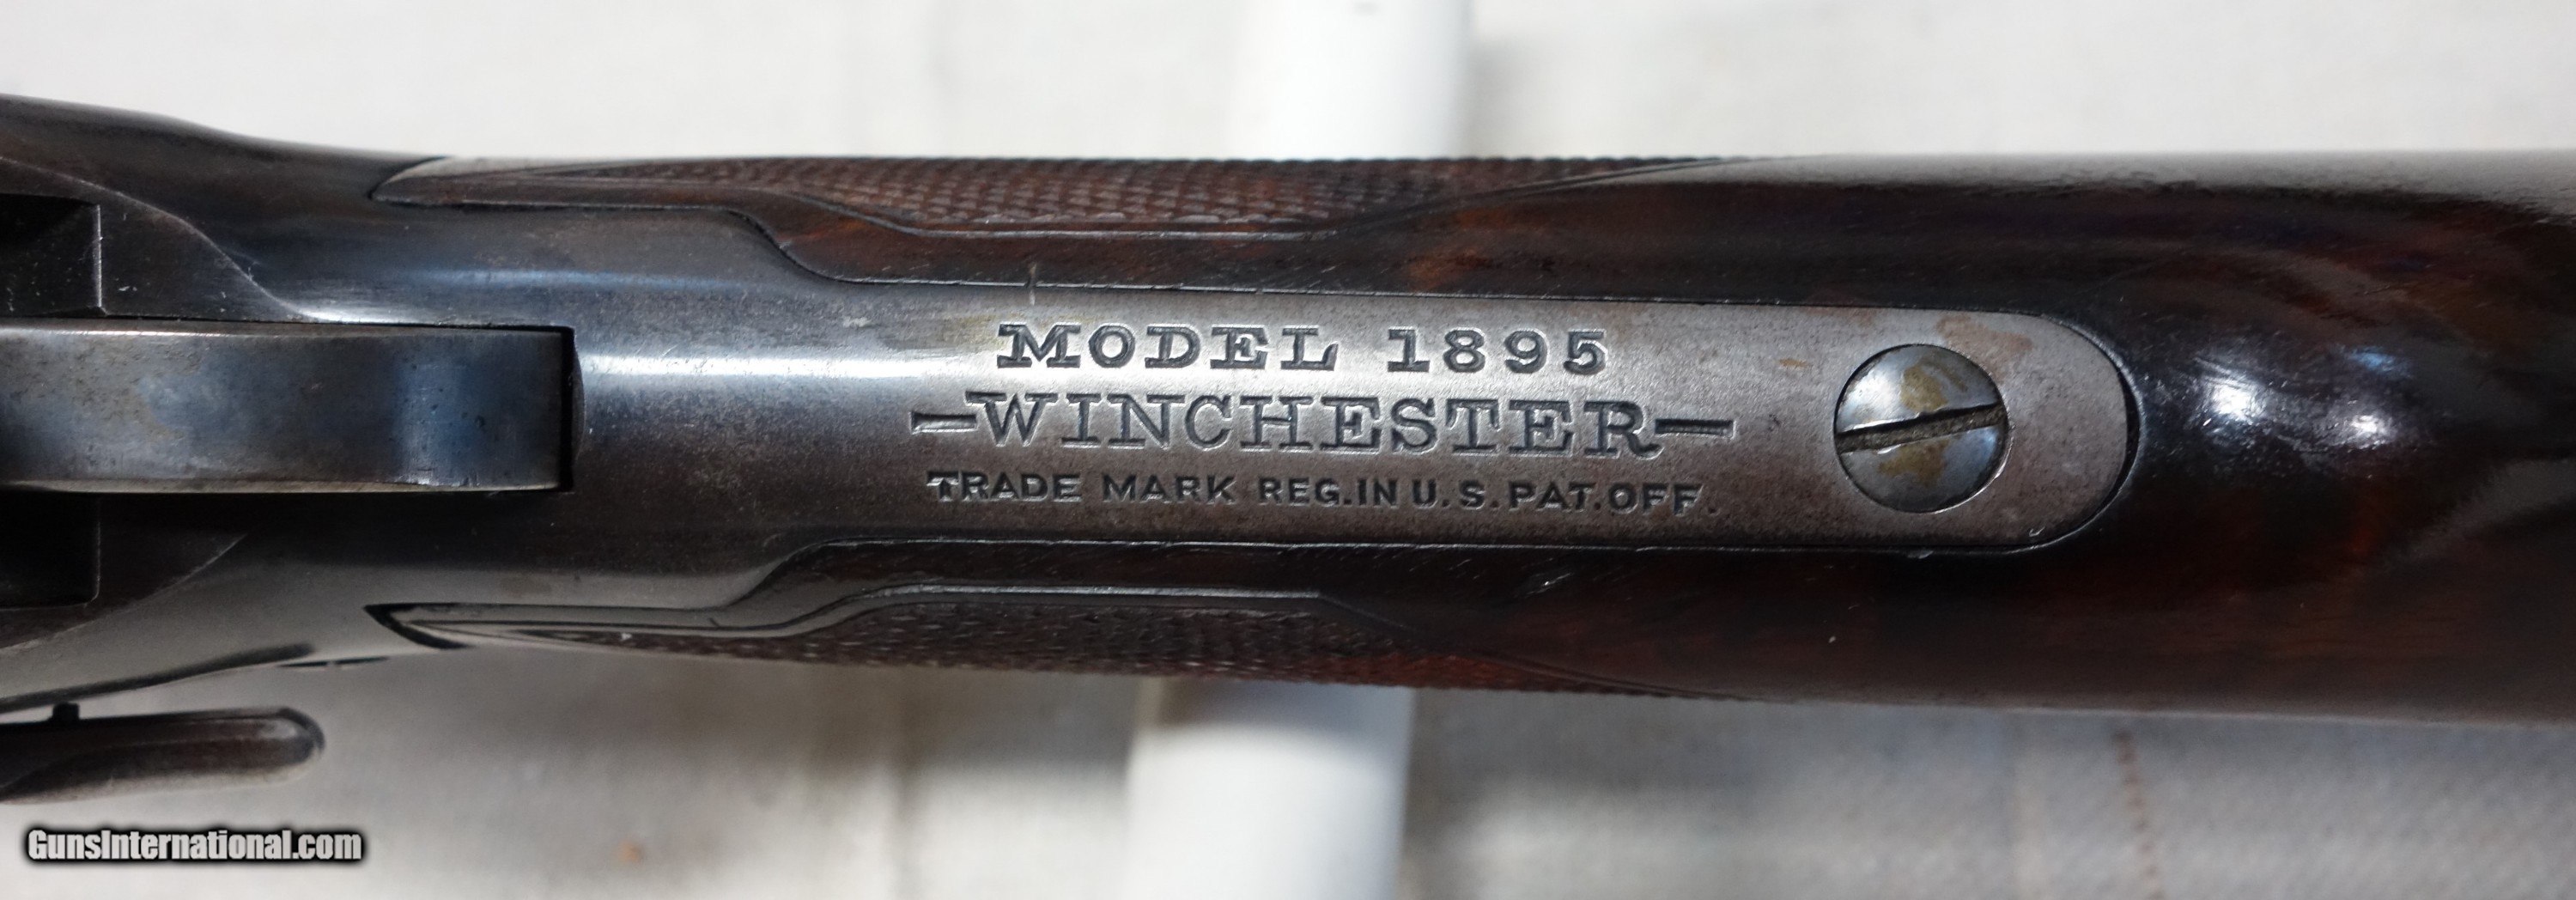 MODEL 1895
—WINCHESTER—
TRADE MARK REG.IN U.S.PAT.OFF.
GunsInternational.com